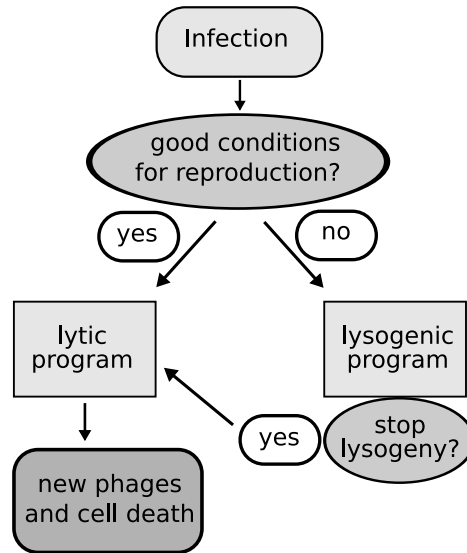 Infection
good conditions
for reproduction?
yes
no
lytic
program
lysogenic
program
yes
stop
lysogeny?
new phages
and cell death